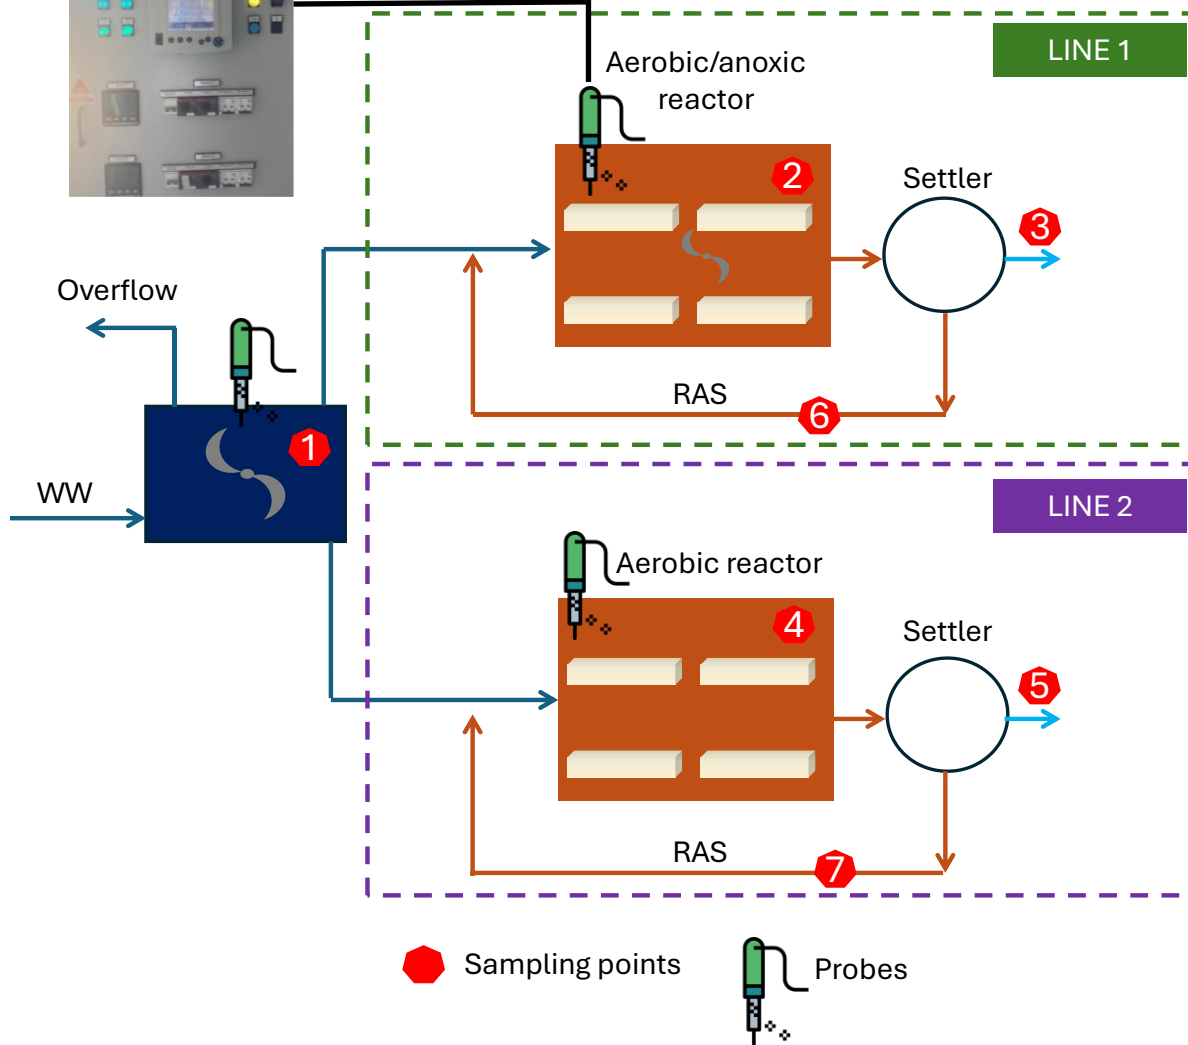 LINE 1
Aerobic/anoxic
reactor
2
Settler
3
Overflow
RAS
6
1
WW
LINE 2
Aerobic reactor
4
Settler
5
RAS
7
Sampling points
Probes